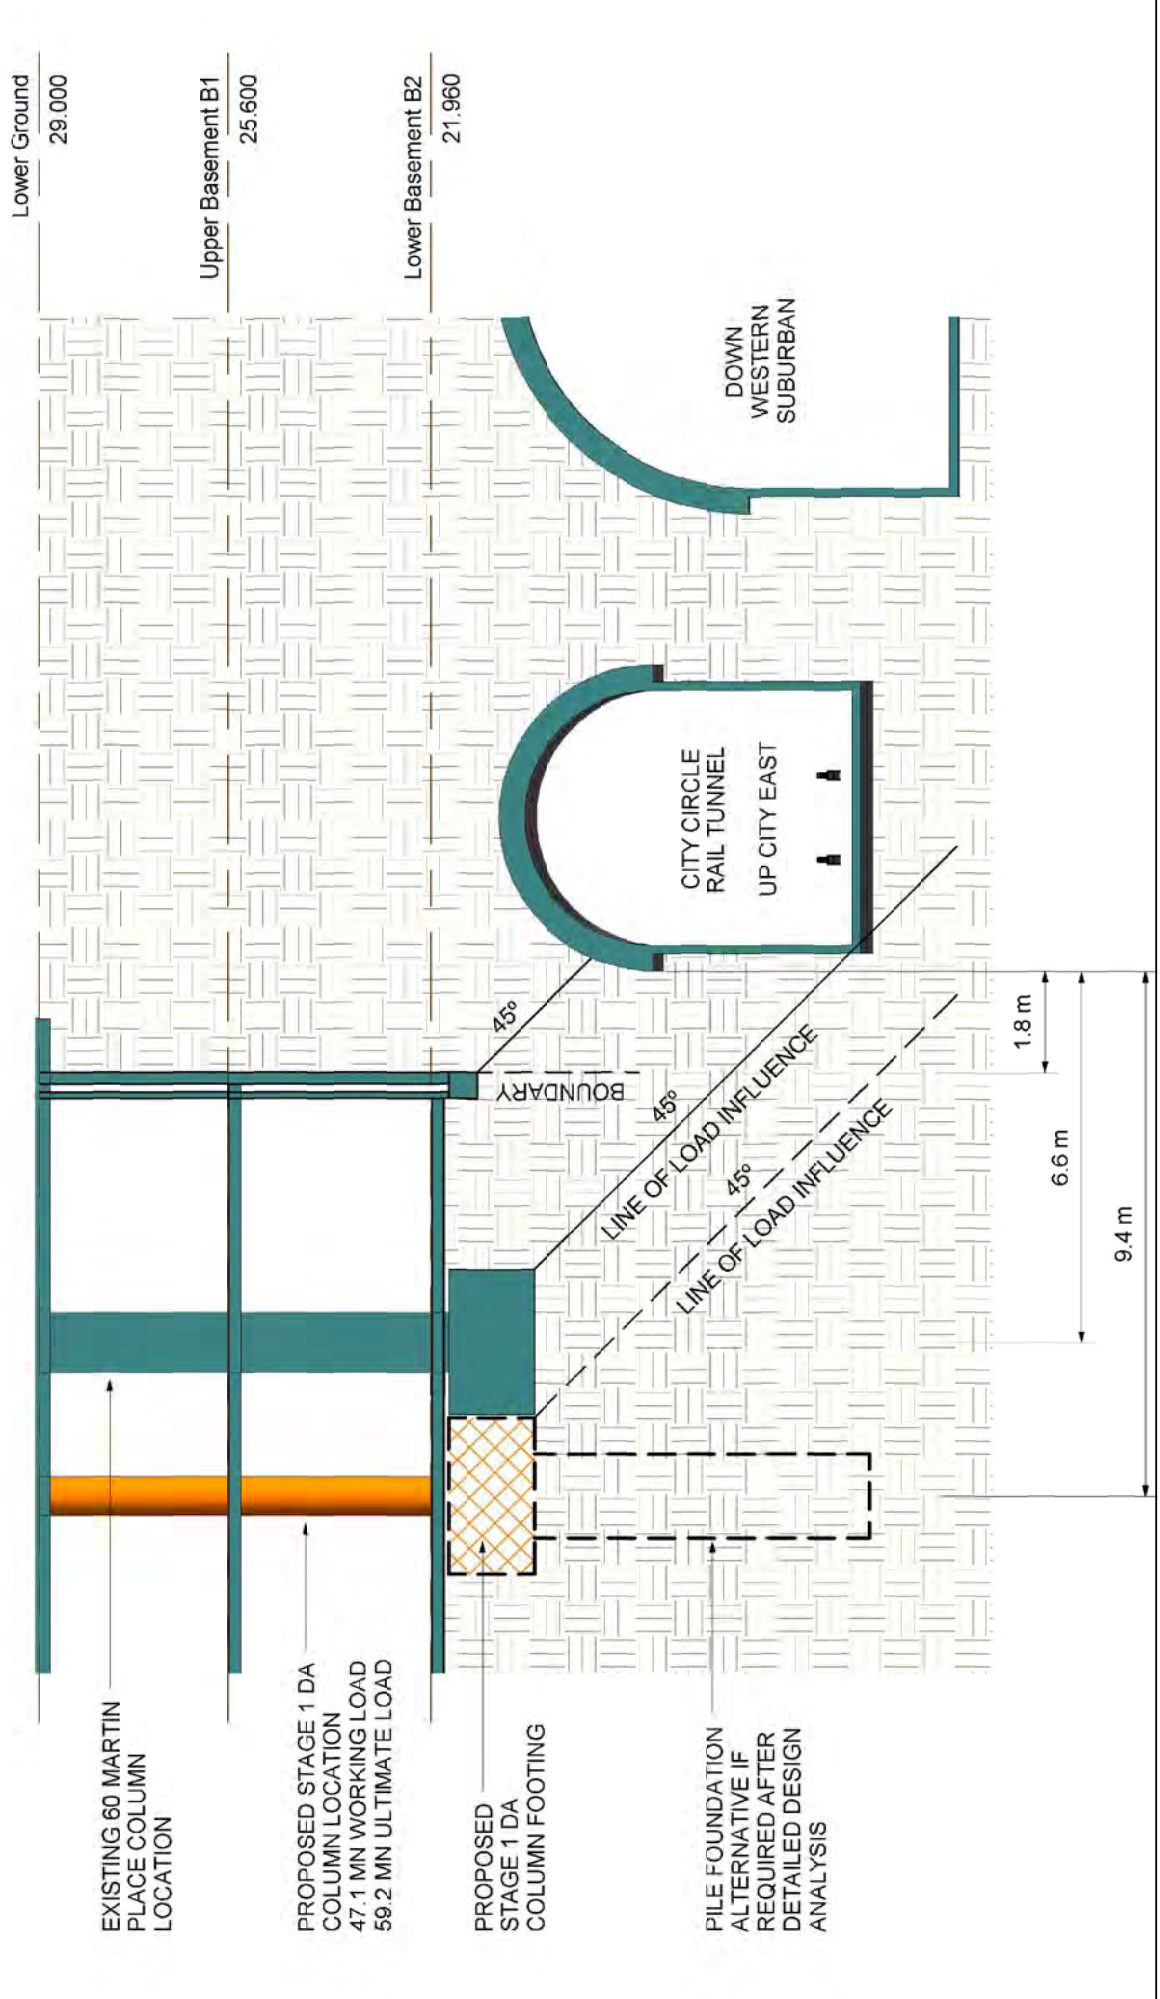 Lower Ground
29.000
Upper Basement B1
25.600
Lower Basement B2
21.960
EXISTING 60 MARTIN
PLACE COLUMN
LOCATION
PROPOSED STAGE 1 DA
COLUMN LOCATION
47.1 MN WORKING LOAD
59.2 MN ULTIMATE LOAD
PROPOSED
STAGE 1 DA
COLUMN FOOTING
PILE FOUNDATION
ALTERNATIVE IF
REQUIRED AFTER
DETAILED DESIGN
ANALYSIS
BOUNDARY
45º
45º
LINE OF LOAD INFLUENCE
45º
LINE OF LOAD INFLUENCE
CITY CIRCLE
RAIL TUNNEL
UP CITY EAST
DOWN
WESTERN
SUBURBAN
1.8 m
6.6 m
9.4 m